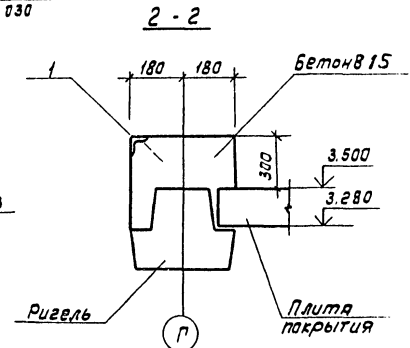 030
2 - 2
180 180
1
Бетон В 15
300
3.500
3.280
Ригель
Плита
покрытия
Г